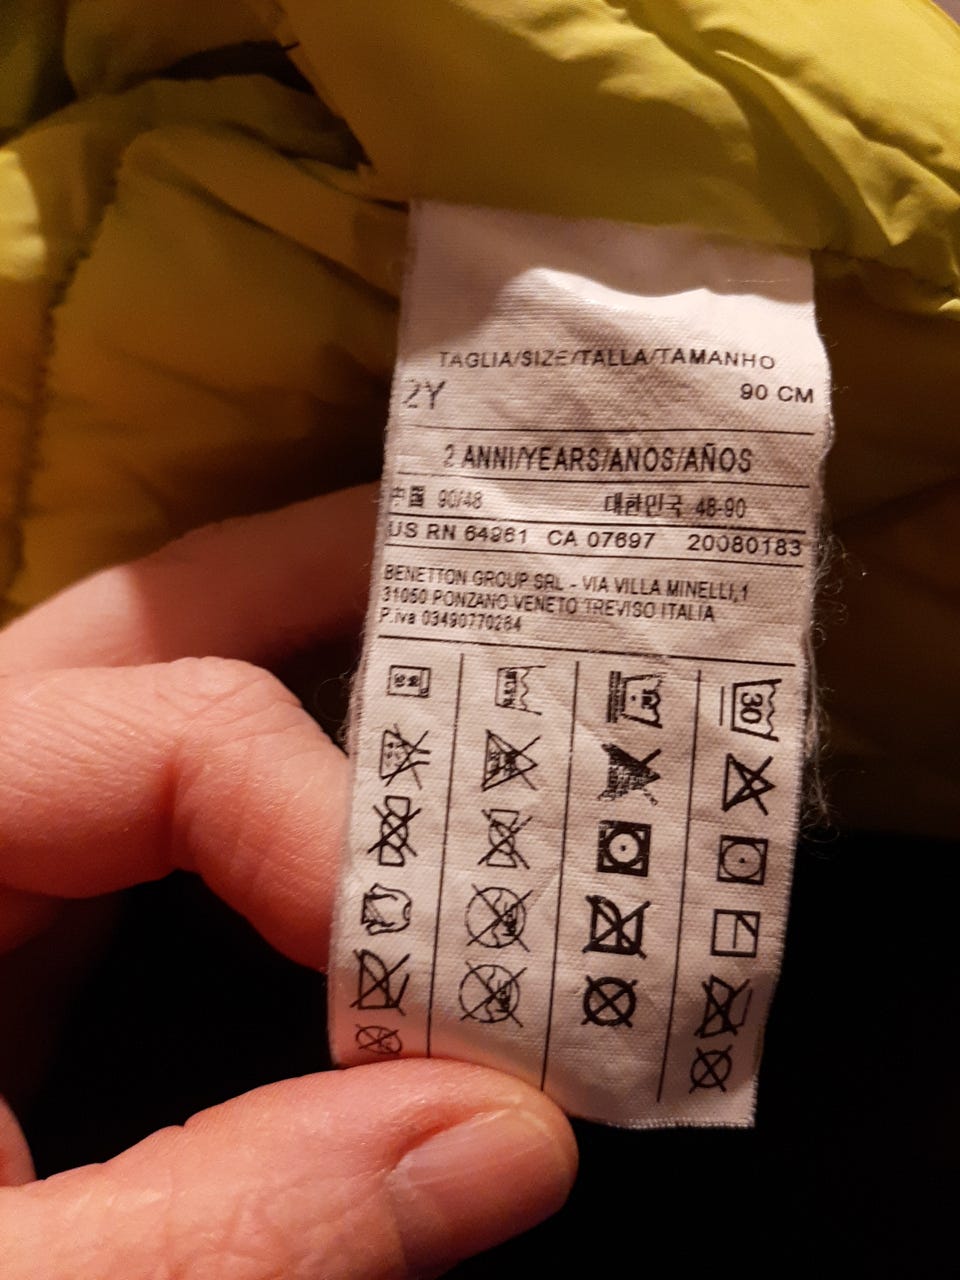 TAGLIA/SIZE/TALLA/TAMANHO
2Y 90 CM
2 ANNI/YEARS/ANOS/AÑOS
中国 90/48 대한민국 48-90
US RN 64961 CA 07697 20080183
BENETTON GROUP SRL - VIA VILLA MINELLI,1
31050 PONZANO VENETO TREVISO ITALIA
P.iva 03490770264
30